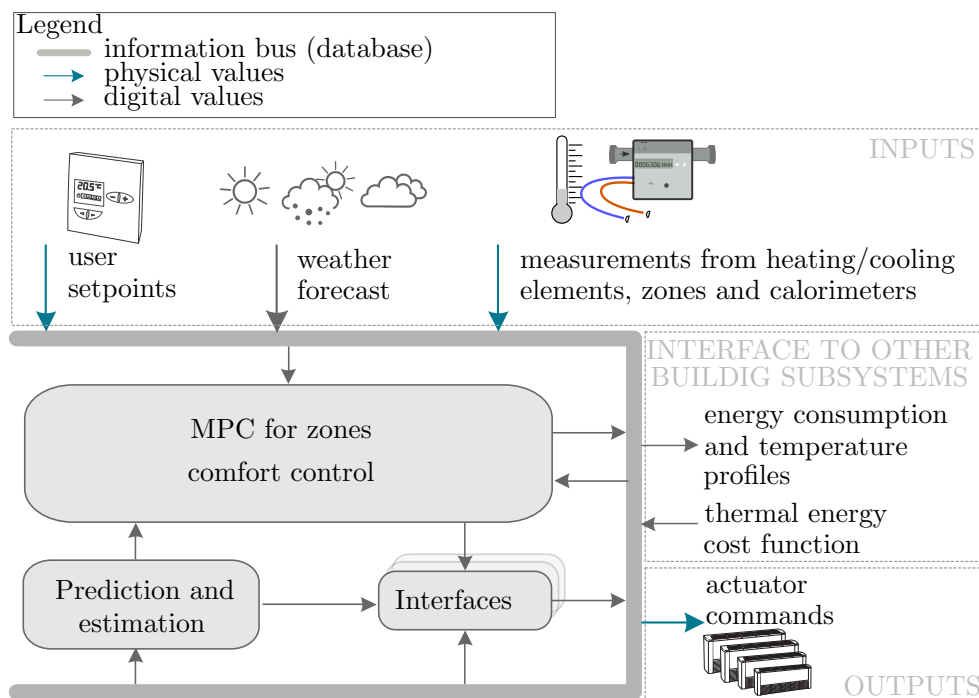 Legend
information bus (database)
physical values
digital values
INPUTS
20.5°C
user
setpoints
weather
forecast
measurements from heating/cooling
elements, zones and calorimeters
INTERFACE TO OTHER
BUILDIG SUBSYSTEMS
MPC for zones
comfort control
energy consumption
and temperature
profiles
thermal energy
cost function
Prediction and
estimation
Interfaces
actuator
commands
OUTPUTS